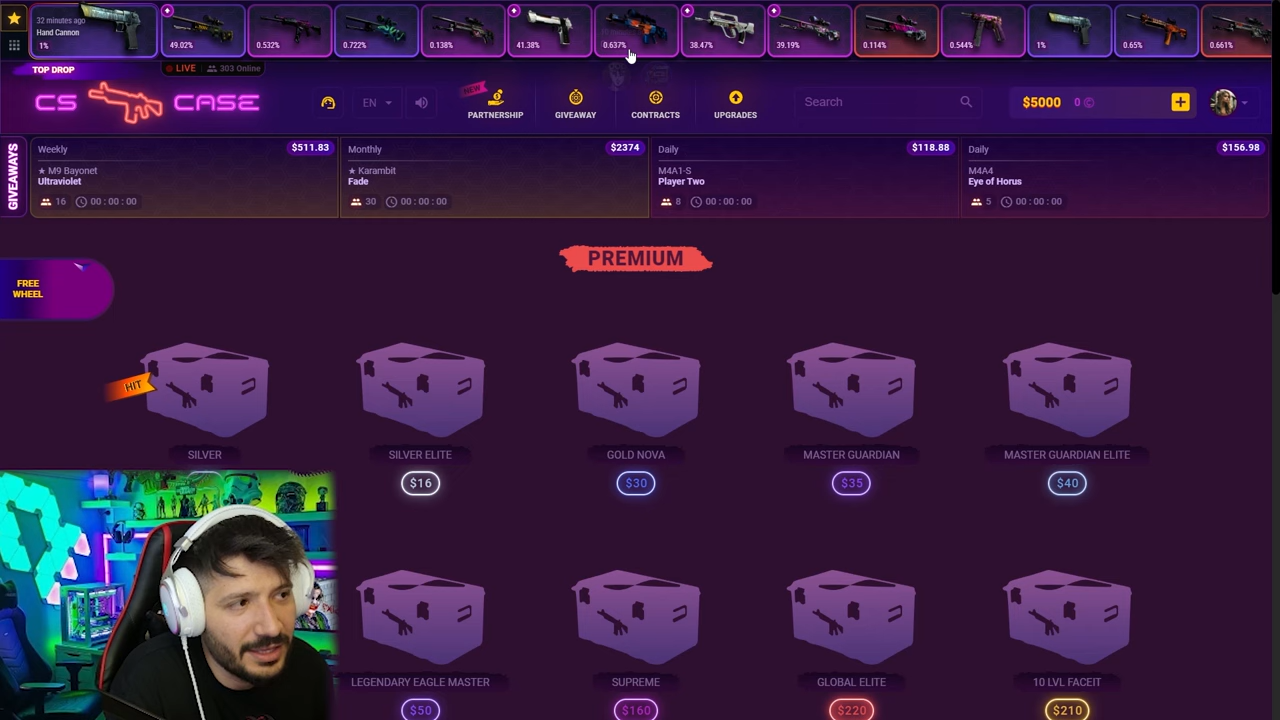 32 minutes ago
Hand Cannon
1%
49.02%
0.532%
0.722%
0.138%
41.38%
0.637%
38.47%
39.19%
0.114%
0.544%
1%
0.65%
0.661%
TOP DROP
LIVE
303 Online
CS CASE
EN
NEW
PARTNERSHIP
GIVEAWAY
CONTRACTS
UPGRADES
Search
$5000
0
GIVEAWAYS
Weekly
$511.83
★ M9 Bayonet
Ultraviolet
16
00 : 00 : 00
Monthly
$2374
★ Karambit
Fade
30
00 : 00 : 00
Daily
$118.88
M4A1-S
Player Two
8
00 : 00 : 00
Daily
$156.98
M4A4
Eye of Horus
5
00 : 00 : 00
PREMIUM
FREE
WHEEL
HIT
SILVER
SILVER ELITE
GOLD NOVA
MASTER GUARDIAN
MASTER GUARDIAN ELITE
$16
$30
$35
$40
LEGENDARY EAGLE MASTER
SUPREME
GLOBAL ELITE
10 LVL FACEIT
$50
$160
$220
$210